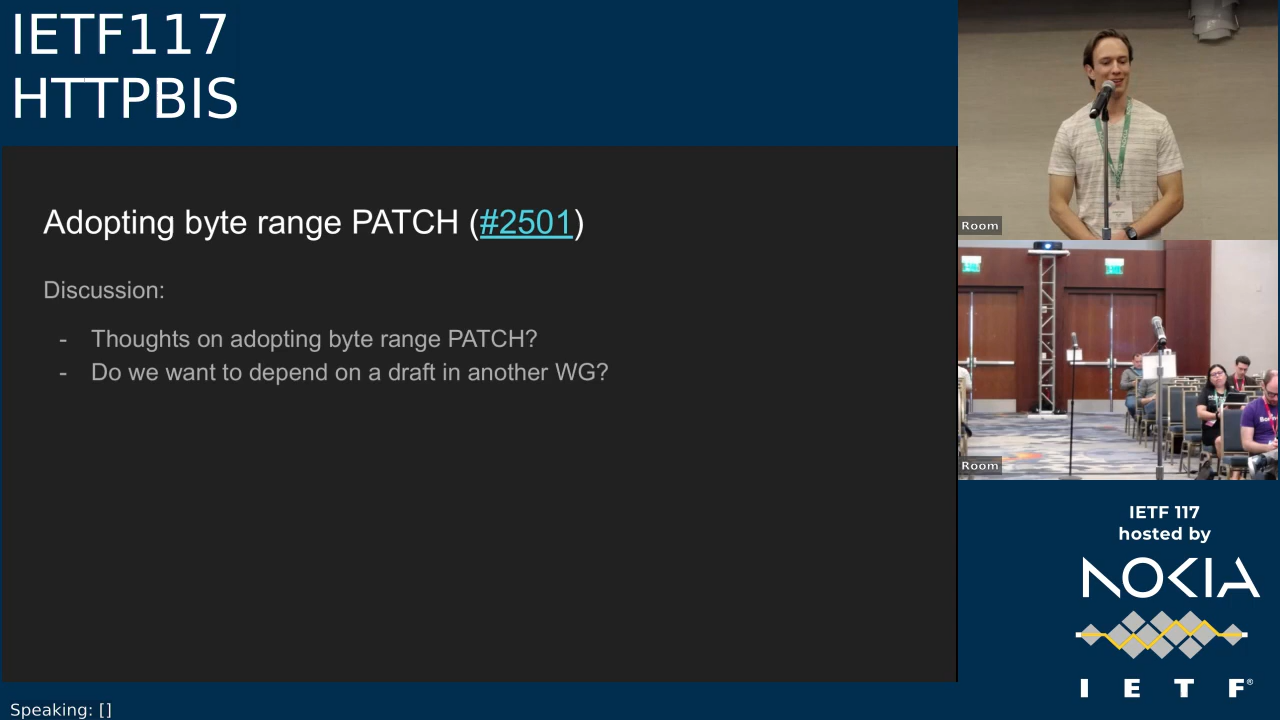 IETF117
HTTPBIS
Adopting byte range PATCH (#2501)
Discussion:
- Thoughts on adopting byte range PATCH?
- Do we want to depend on a draft in another WG?
Room
Room
IETF 117
hosted by
NOKIA
I E T F®
Speaking: []